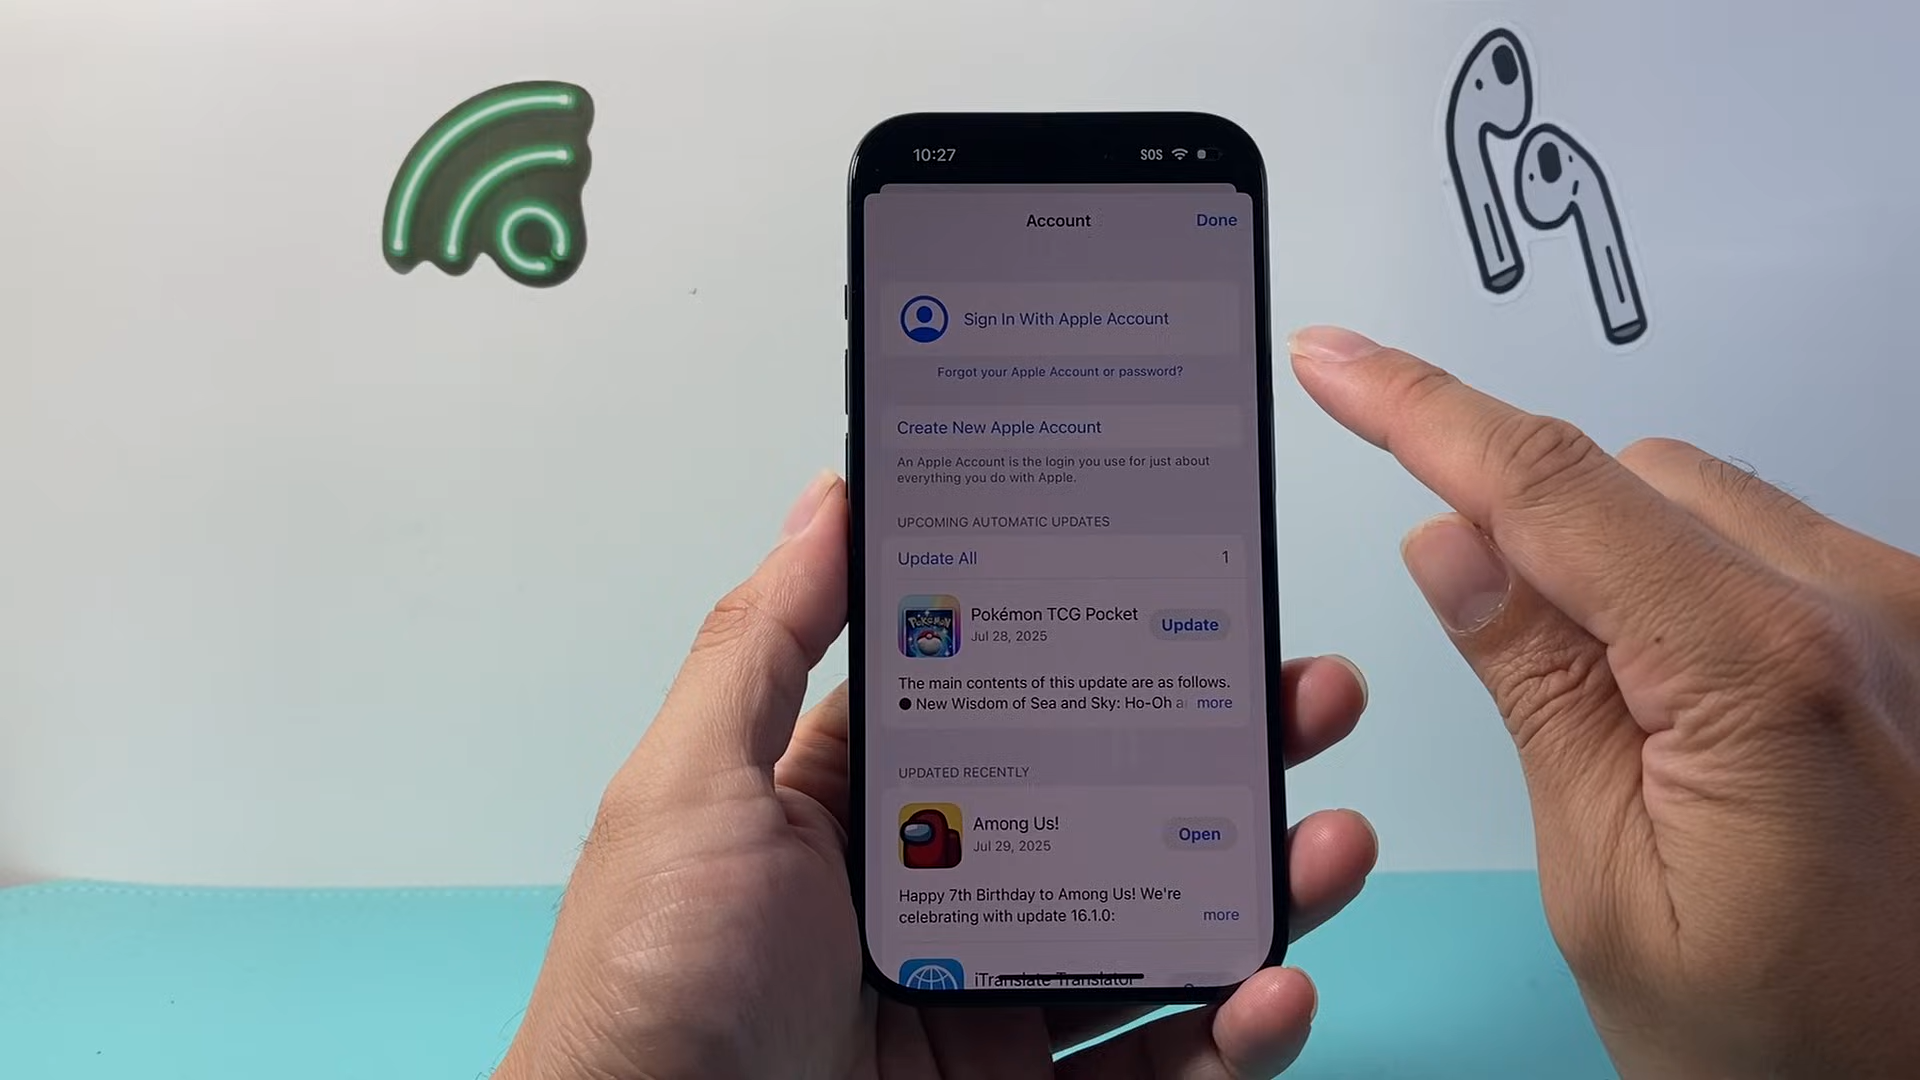 10:27
SOS
Account
Done
Sign In With Apple Account
Forgot your Apple Account or password?
Create New Apple Account
An Apple Account is the login you use for just about
everything you do with Apple.
UPCOMING AUTOMATIC UPDATES
Update All
1
Pokémon TCG Pocket
Jul 28, 2025
Update
POKÉMON
The main contents of this update are as follows.
● New Wisdom of Sea and Sky: Ho-Oh a
more
UPDATED RECENTLY
Among Us!
Jul 29, 2025
Open
Happy 7th Birthday to Among Us! We're
celebrating with update 16.1.0:
more
iTranslate Translator